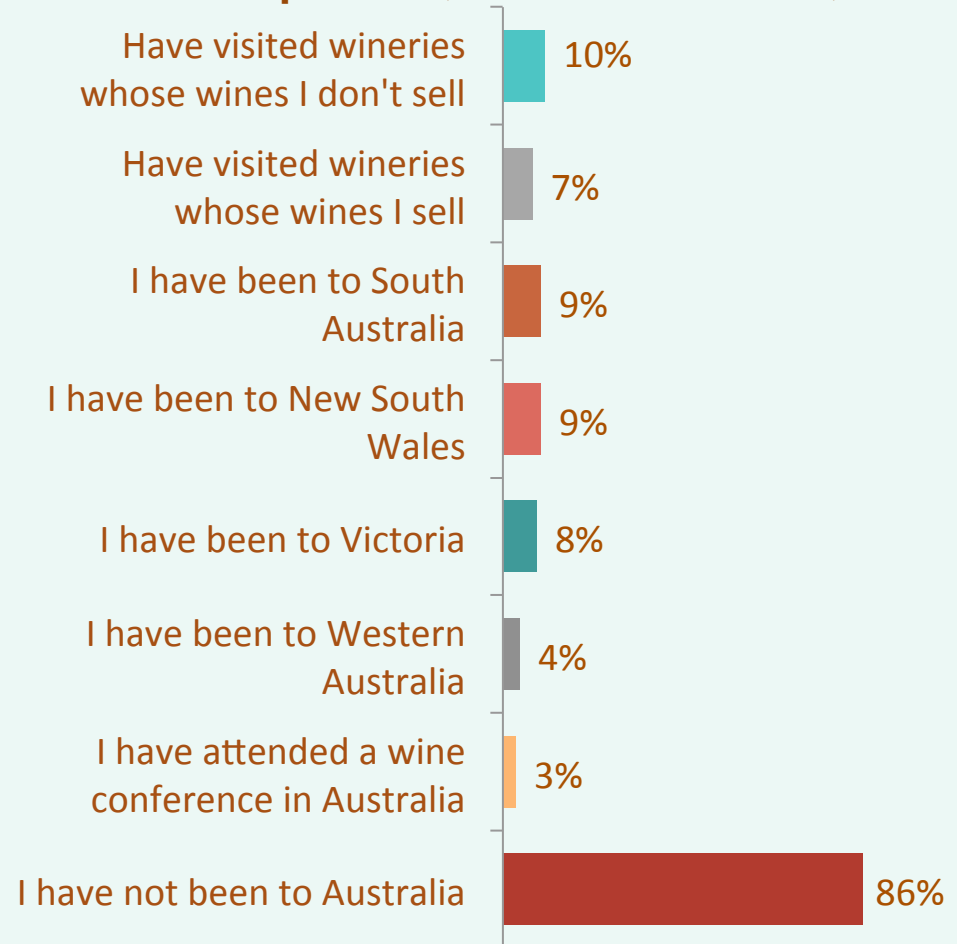 Have visited wineries
whose wines I don't sell
10%
Have visited wineries
whose wines I sell
7%
I have been to South
Australia
9%
I have been to New South
Wales
9%
I have been to Victoria
8%
I have been to Western
Australia
4%
I have attended a wine
conference in Australia
3%
I have not been to Australia
86%